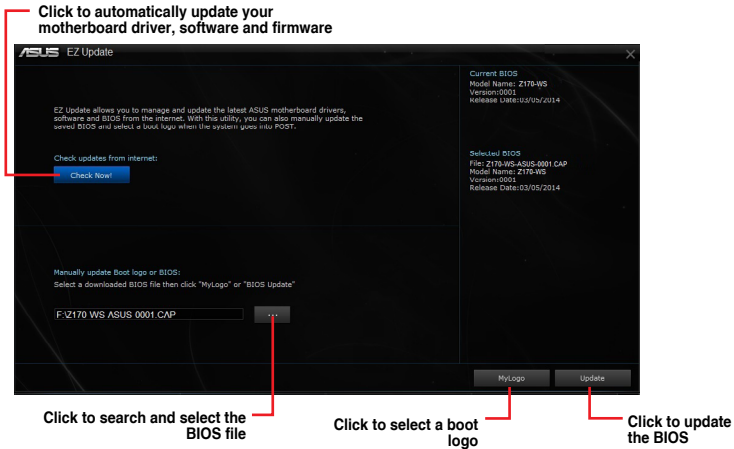 Click to automatically update your
motherboard driver, software and firmware
ASUS EZ Update
Current BIOS
Model Name: Z170-WS
Version:0001
Release Date:03/05/2014
EZ Update allows you to manage and update the latest ASUS motherboard drivers,
software and BIOS from the internet. With this utility, you can also manually update the
saved BIOS and select a boot logo when the system goes into POST.
Check updates from internet:
Check Now!
Selected BIOS
File: Z170-WS-ASUS-0001.CAP
Model Name: Z170-WS
Version:0001
Release Date:03/05/2014
Manually update Boot logo or BIOS:
Select a downloaded BIOS file then click "MyLogo" or "BIOS Update"
F:\Z170 WS ASUS 0001.CAP
...
MyLogo
Update
Click to search and select the
BIOS file
Click to select a boot
logo
Click to update
the BIOS